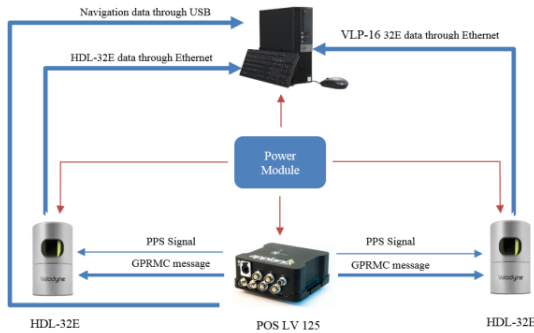 Navigation data through USB
VLP-16 32E data through Ethernet
HDL-32E data through Ethernet
Power
Module
PPS Signal
PPS Signal
GPRMC message
GPRMC message
Velodyne
applanix
Velodyne
HDL-32E
POS LV 125
HDL-32E